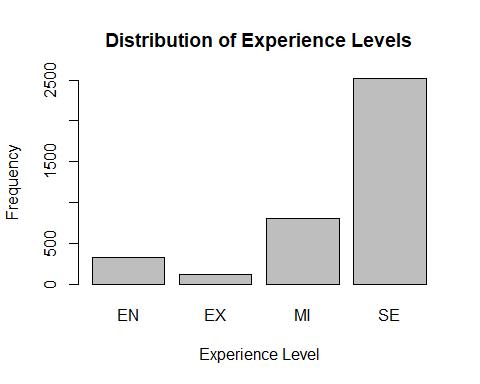 Distribution of Experience Levels
Frequency
2500
1500
500
0
EN EX MI SE
Experience Level